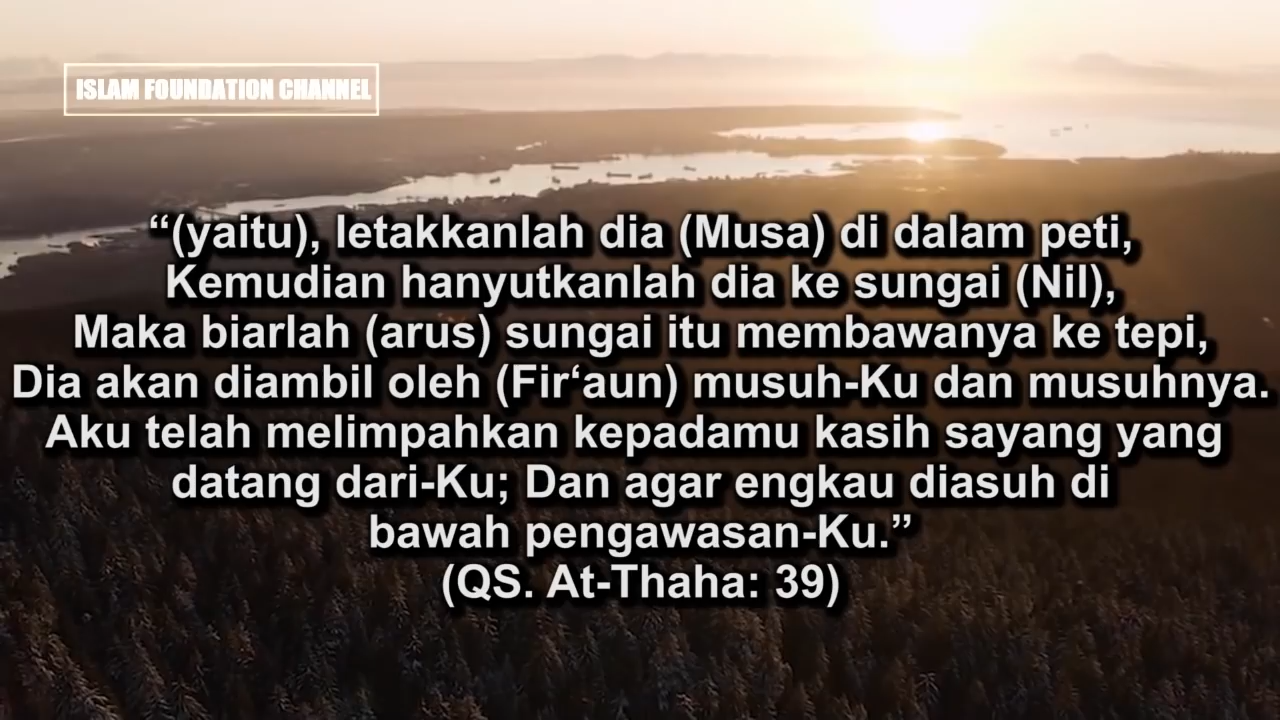 ISLAM FOUNDATION CHANNEL
“(yaitu), letakkanlah dia (Musa) di dalam peti,
Kemudian hanyutkanlah dia ke sungai (Nil),
Maka biarlah (arus) sungai itu membawanya ke tepi,
Dia akan diambil oleh (Fir‘aun) musuh-Ku dan musuhnya.
Aku telah melimpahkan kepadamu kasih sayang yang
datang dari-Ku; Dan agar engkau diasuh di
bawah pengawasan-Ku.”
(QS. At-Thaha: 39)